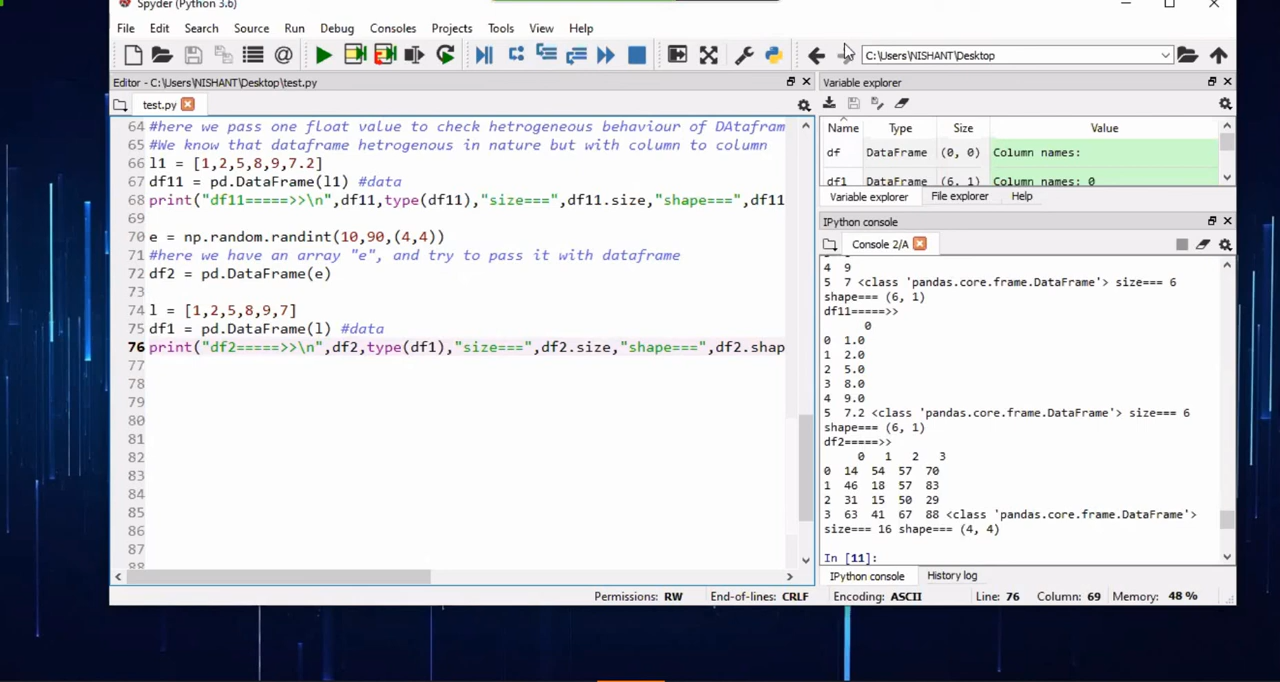 Spyder (Python 3.6)
File Edit Search Source Run Debug Consoles Projects Tools View Help
C:\Users\NISHANT\Desktop
Editor - C:\Users\NISHANT\Desktop\test.py
test.py
64 #here we pass one float value to check hetrogeneous behaviour of DAtafram
65 #We know that dataframe hetrogenous in nature but with column to column
66 l1 = [1,2,5,8,9,7.2]
67 df11 = pd.DataFrame(l1) #data
68 print("df11=====>>\n",df11,type(df11),"size===",df11.size,"shape===",df11
69
70 e = np.random.randint(10,90,(4,4))
71 #here we have an array "e", and try to pass it with dataframe
72 df2 = pd.DataFrame(e)
73
74 l = [1,2,5,8,9,7]
75 df1 = pd.DataFrame(l) #data
76 print("df2=====>>\n",df2,type(df1),"size===",df2.size,"shape===",df2.shap
77
78
79
80
81
82
83
84
85
86
87
88
Variable explorer
Name Type Size Value
df DataFrame (0, 0) Column names:
df1 DataFrame (6, 1) Column names: 0
Variable explorer File explorer Help
IPython console
Console 2/A
4 9
5 7 <class 'pandas.core.frame.DataFrame'> size=== 6
shape=== (6, 1)
df11=====>>
0
0 1.0
1 2.0
2 5.0
3 8.0
4 9.0
5 7.2 <class 'pandas.core.frame.DataFrame'> size=== 6
shape=== (6, 1)
df2=====>>
0 1 2 3
0 14 54 57 70
1 46 18 57 83
2 31 15 50 29
3 63 41 67 88 <class 'pandas.core.frame.DataFrame'>
size=== 16 shape=== (4, 4)
In [11]:
IPython console History log
Permissions: RW End-of-lines: CRLF Encoding: ASCII Line: 76 Column: 69 Memory: 48 %